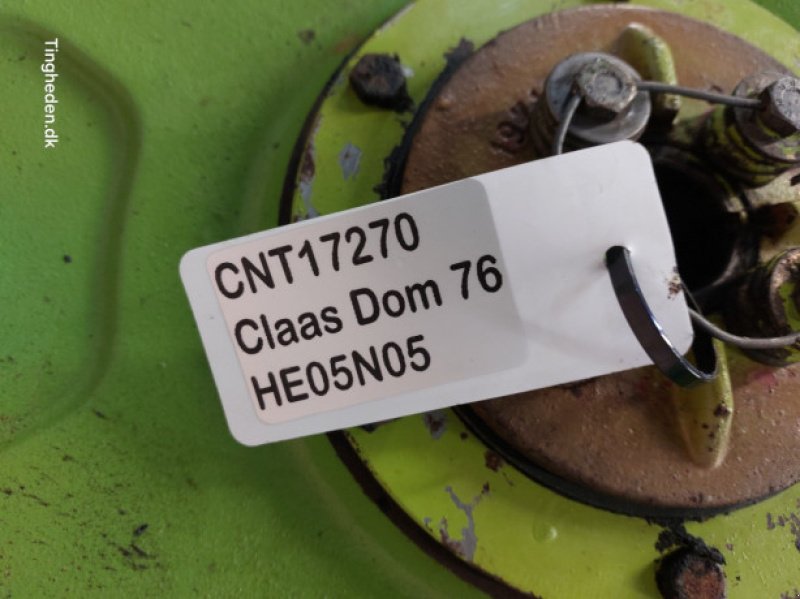 Tingheden.dk
CNT17270
Claas Dom 76
HE05N05